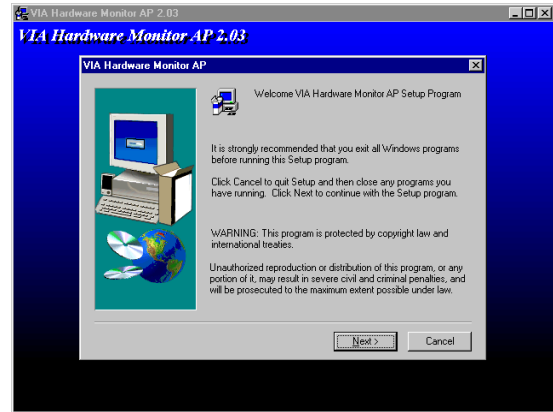 VIA Hardware Monitor AP 2.03
VIA Hardware Monitor AP 2.03
VIA Hardware Monitor AP
Welcome VIA Hardware Monitor AP Setup Program
It is strongly recommended that you exit all Windows programs
before running this Setup program.
Click Cancel to quit Setup and then close any programs you
have running. Click Next to continue with the Setup program.
WARNING: This program is protected by copyright law and
international treaties.
Unauthorized reproduction or distribution of this program, or any
portion of it, may result in severe civil and criminal penalties, and
will be prosecuted to the maximum extent possible under law.
Next >
Cancel